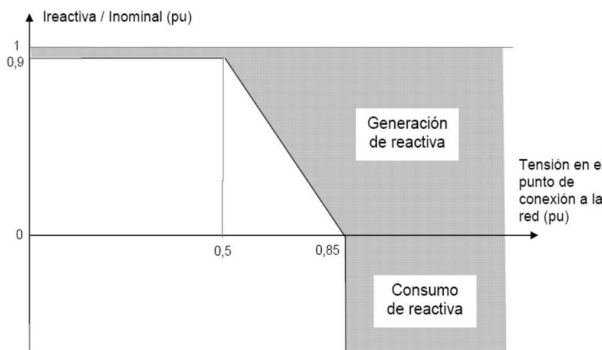 Ireactiva / Inominal (pu)
1
0,9
Generación
de reactiva
Tensión en e
punto de
conexión a la
red (pu)
0
0,5
0,85
Consumo
de reactiva